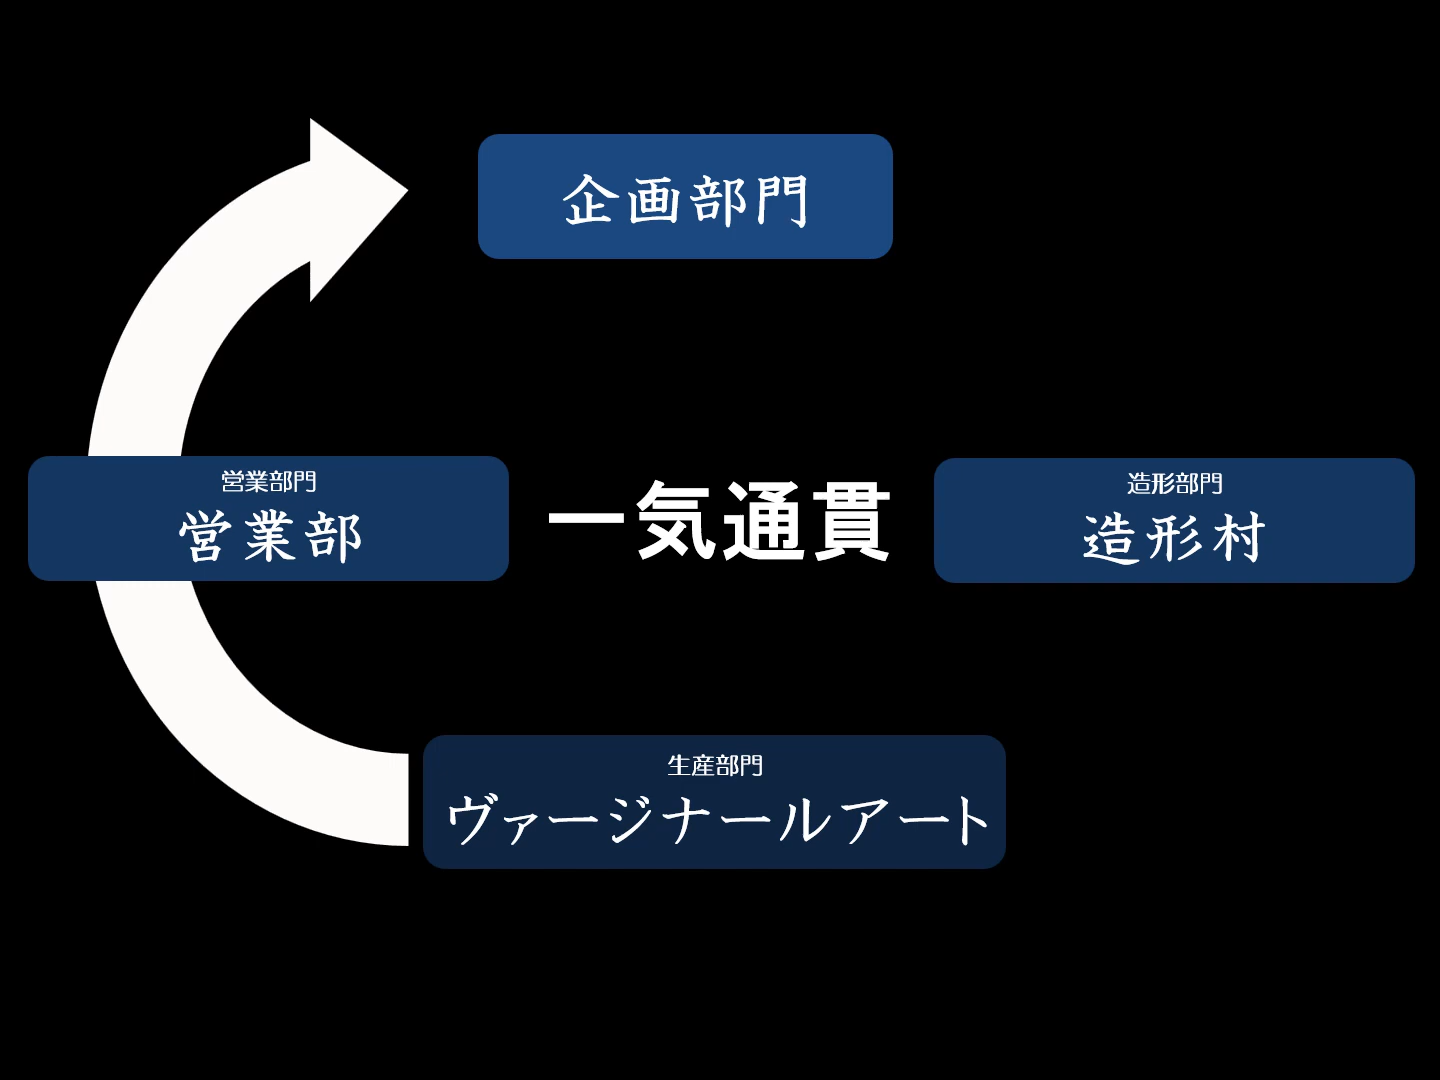 企画部門
営業部門
営業部
一気通貫
造形部門
造形村
生産部門
ヴァージナールアート